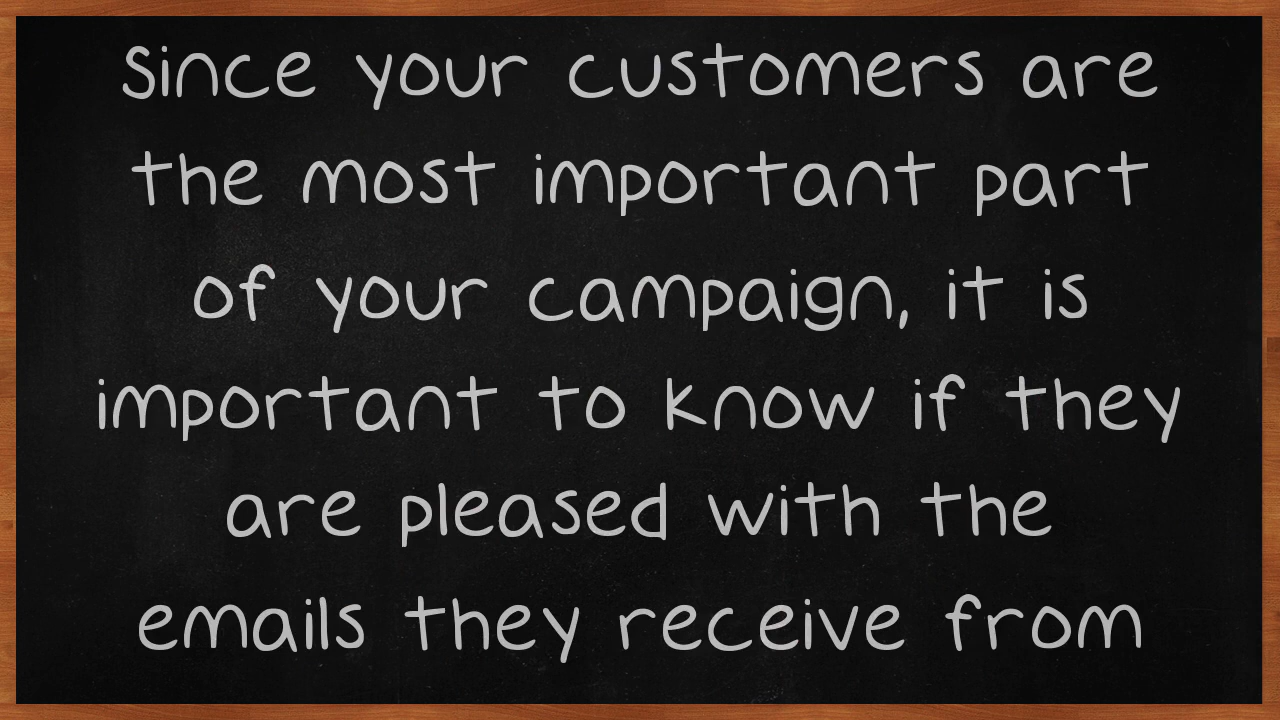 Since your customers are
the most important part
of your campaign, it is
important to know if they
are pleased with the
emails they receive from